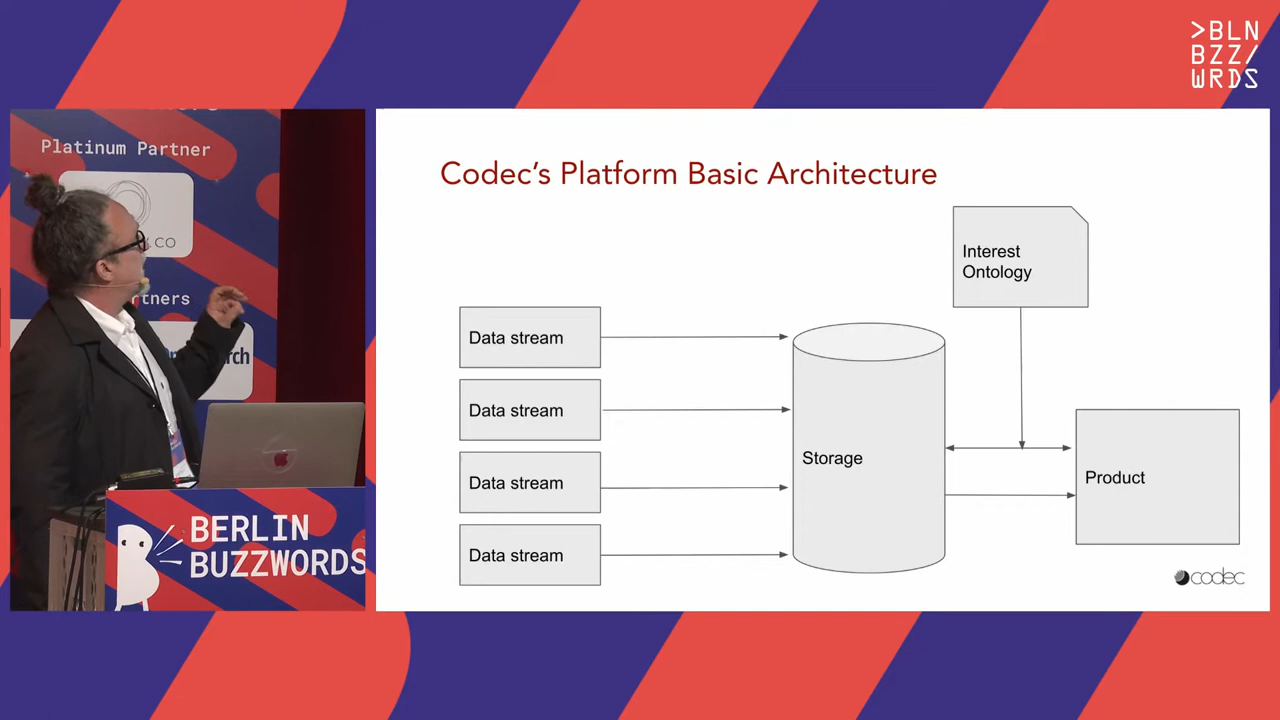 >BLN
BZZ/
WRDS
Platinum Partner
CO
rtners
rch
BERLIN
BUZZWORDS
Codec's Platform Basic Architecture
Interest
Ontology
Data stream
Data stream
Data stream
Data stream
Storage
Product
codec